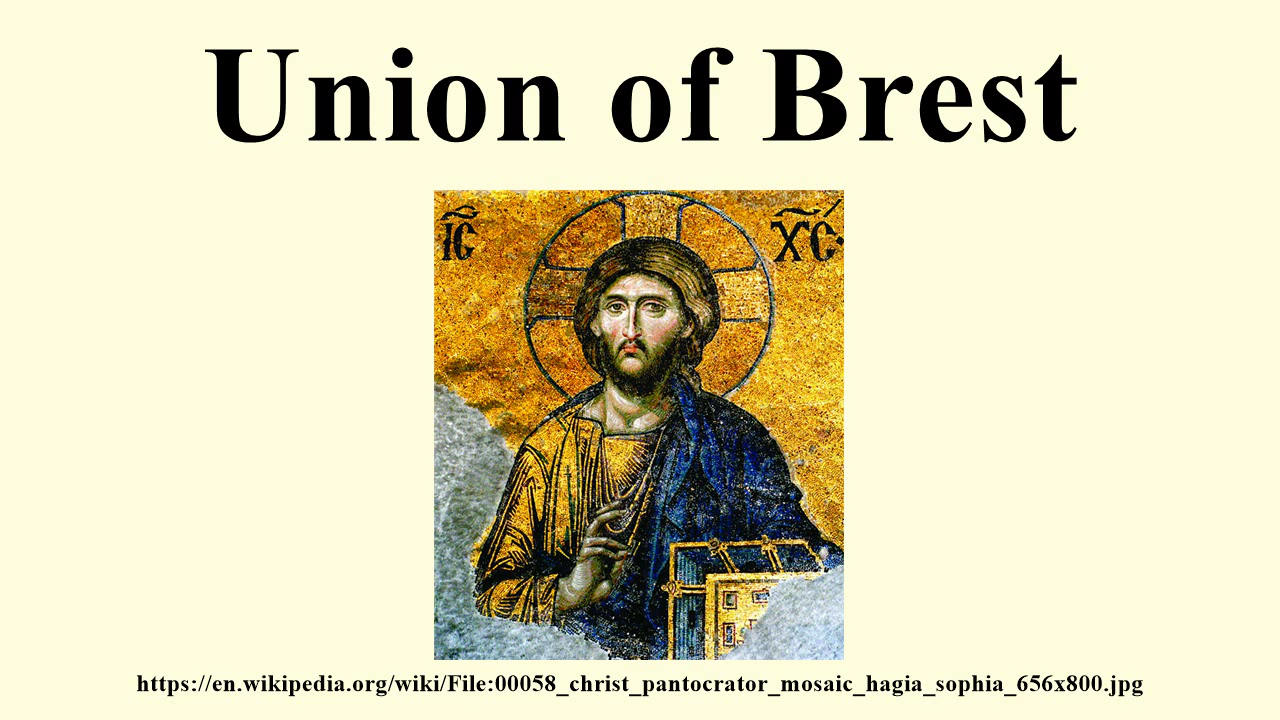 Union of Brest
IC XC
https://en.wikipedia.org/wiki/File:00058_christ_pantocrator_mosaic_hagia_sophia_656x800.jpg